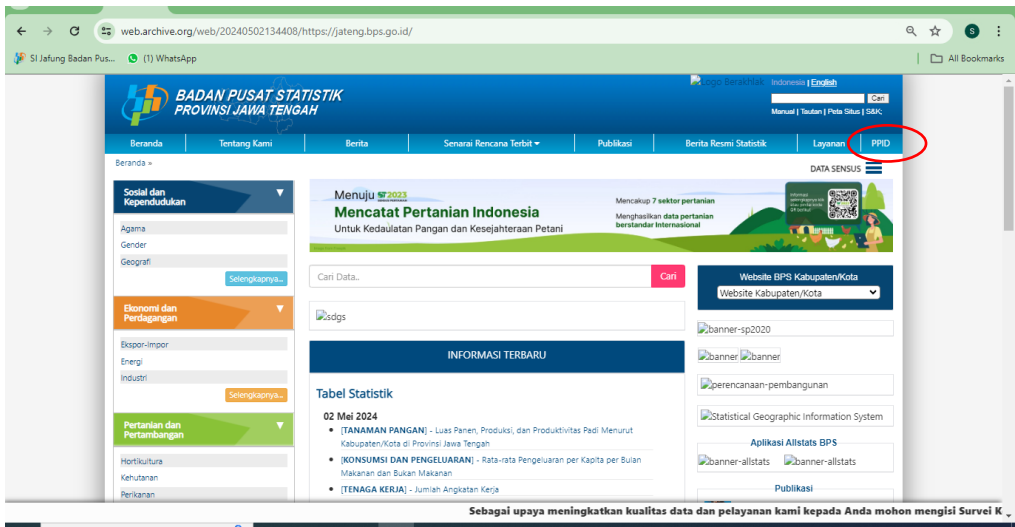 web.archive.org/web/20240502134408/https://jateng.bps.go.id/
S
SI Jafung Badan Pus...
(1) WhatsApp
All Bookmarks
BADAN PUSAT STATISTIK
PROVINSI JAWA TENGAH
Logo Berakhlak
Indonesia | English
Cari
Manual | Tautan | Peta Situs | S&K;
Beranda
Tentang Kami
Berita
Senarai Rencana Terbit
Publikasi
Berita Resmi Statistik
Layanan
PPID
Beranda »
DATA SENSUS
Sosial dan
Kependudukan
Agama
Gender
Geografi
Selengkapnya...
Ekonomi dan
Perdagangan
Ekspor-Impor
Energi
Industri
Selengkapnya...
Pertanian dan
Pertambangan
Hortikultura
Kehutanan
Perikanan
Menuju ST2023
Mencatat Pertanian Indonesia
Untuk Kedaulatan Pangan dan Kesejahteraan Petani
Mencakup 7 sektor pertanian
Menghasilkan data pertanian
berstandar Internasional
Cari Data..
Cari
sdgs
INFORMASI TERBARU
Tabel Statistik
02 Mei 2024
[TANAMAN PANGAN] - Luas Panen, Produksi, dan Produktivitas Padi Menurut
Kabupaten/Kota di Provinsi Jawa Tengah
[KONSUMSI DAN PENGELUARAN] - Rata-rata Pengeluaran per Kapita per Bulan
Makanan dan Bukan Makanan
[TENAGA KERJA] - Jumlah Angkatan Kerja
Website BPS Kabupaten/Kota
Website Kabupaten/Kota
banner-sp2020
banner banner
perencanaan-pembangunan
Statistical Geographic Information System
Aplikasi Allstats BPS
banner-allstats banner-allstats
Publikasi
Sebagai upaya meningkatkan kualitas data dan pelayanan kami kepada Anda mohon mengisi Survei K